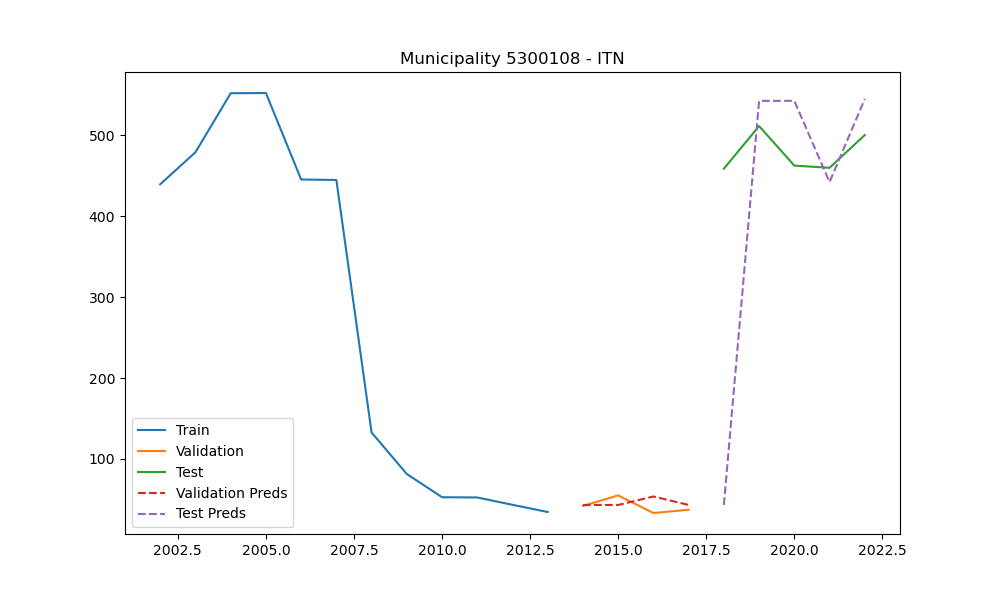 Municipality 5300108 - ITN
500
400
300
200
100
Train
Validation
Test
Validation Preds
Test Preds
2002.5 2005.0 2007.5 2010.0 2012.5 2015.0 2017.5 2020.0 2022.5